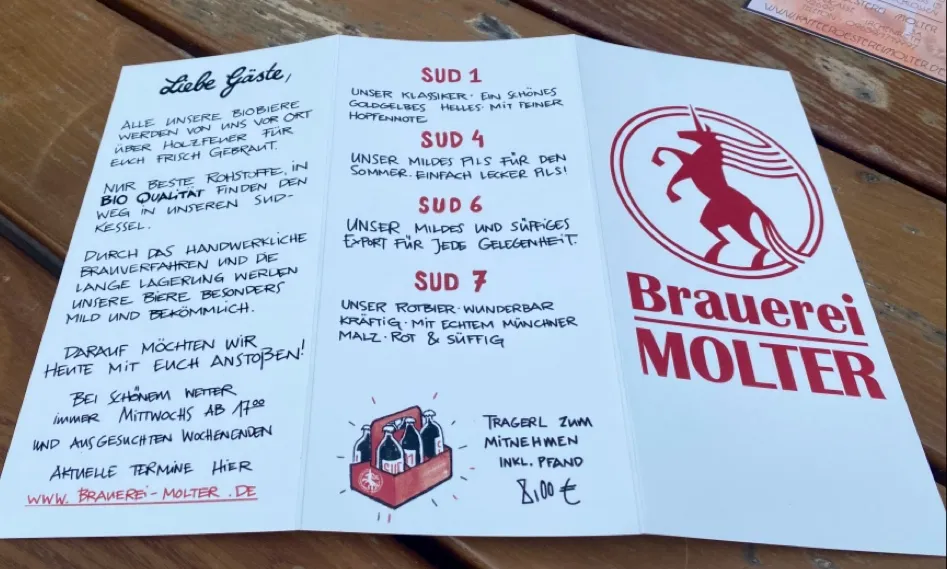 Liebe Gäste,
ALLE UNSERE BIOBIERE
WERDEN VON UNS VOR ORT
ÜBER HOLZFEUER FÜR
EUCH FRISCH GEBRAUT.
NUR BESTE ROHSTOFFE, IN
BIO QUALITÄT FINDEN DEN
WEG IN UNSEREN SUD-
KESSEL.
DURCH DAS HANDWERKLICHE
BRAUVERFAHREN UND DIE
LANGE LAGERUNG WERDEN
UNSERE BIERE BESONDERS
MILD UND BEKÖMMLICH.
DARAUF MÖCHTEN WIR
HEUTE MIT EUCH ANSTOßEN!
BEI SCHÖNEM WETTER
immer MITTWOCHS AB 17⁰⁰
UND AUSGESUCHTEN WOCHENENDEN
AKTUELLE TERMINE HIER
WWW.BRAUEREI-MOLTER.DE
SUD 1
UNSER KLASSIKER · EIN SCHÖNES
GOLDGELBES HELLES · MIT FEINER
HOPFENNOTE.
SUD 4
UNSER MILDES PILS FÜR DEN
SOMMER. EINFACH LECKER PILS!
SUD 6
UNSER MILDES UND SÜFFIGES
EXPORT FÜR JEDE GELEGENHEIT.
SUD 7
UNSER ROTBIER · WUNDERBAR
KRÄFTIG · MIT ECHTEM MÜNCHNER
MALZ · ROT & SÜFFIG
SUD
TRAGERL ZUM
MITNEHMEN
INKL. PFAND
8,00 €
Brauerei
MOLTER
MOLTER
WWW.KAFFEEROESTEREIMOLTER.DE